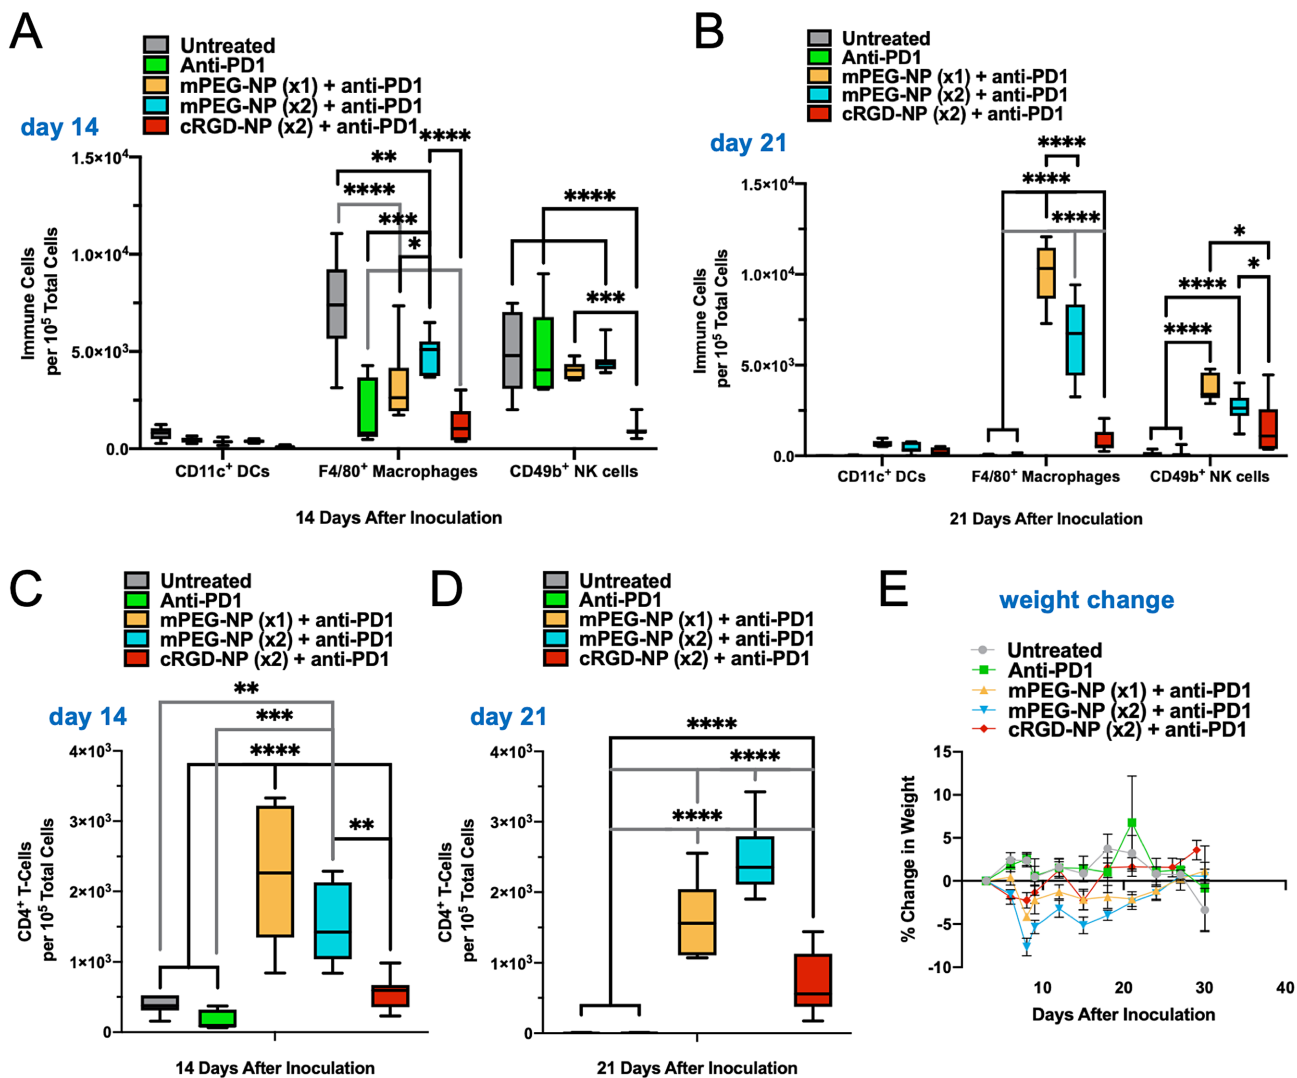 A
Untreated
Anti-PD1
mPEG-NP (x1) + anti-PD1
mPEG-NP (x2) + anti-PD1
cRGD-NP (x2) + anti-PD1
day 14
Immune Cells
per 10⁵ Total Cells
1.5×10⁴
1.0×10⁴
5.0×10³
0.0
****
**
****
***
*
****
***
CD11c⁺ DCs
F4/80⁺ Macrophages
CD49b⁺ NK cells
14 Days After Inoculation
B
Untreated
Anti-PD1
mPEG-NP (x1) + anti-PD1
mPEG-NP (x2) + anti-PD1
cRGD-NP (x2) + anti-PD1
day 21
Immune Cells
per 10⁵ Total Cells
1.5×10⁴
1.0×10⁴
5.0×10³
0.0
****
****
****
*
*
****
****
CD11c⁺ DCs
F4/80⁺ Macrophages
CD49b⁺ NK cells
21 Days After Inoculation
C
Untreated
Anti-PD1
mPEG-NP (x1) + anti-PD1
mPEG-NP (x2) + anti-PD1
cRGD-NP (x2) + anti-PD1
day 14
CD4⁺ T-Cells
per 10⁵ Total Cells
4×10³
3×10³
2×10³
1×10³
0
**
***
****
**
14 Days After Inoculation
D
Untreated
Anti-PD1
mPEG-NP (x1) + anti-PD1
mPEG-NP (x2) + anti-PD1
cRGD-NP (x2) + anti-PD1
day 21
CD4⁺ T-Cells
per 10⁵ Total Cells
4×10³
3×10³
2×10³
1×10³
0
****
****
****
21 Days After Inoculation
E
weight change
Untreated
Anti-PD1
mPEG-NP (x1) + anti-PD1
mPEG-NP (x2) + anti-PD1
cRGD-NP (x2) + anti-PD1
% Change in Weight
15
10
5
0
-5
-10
10
20
30
40
Days After Inoculation